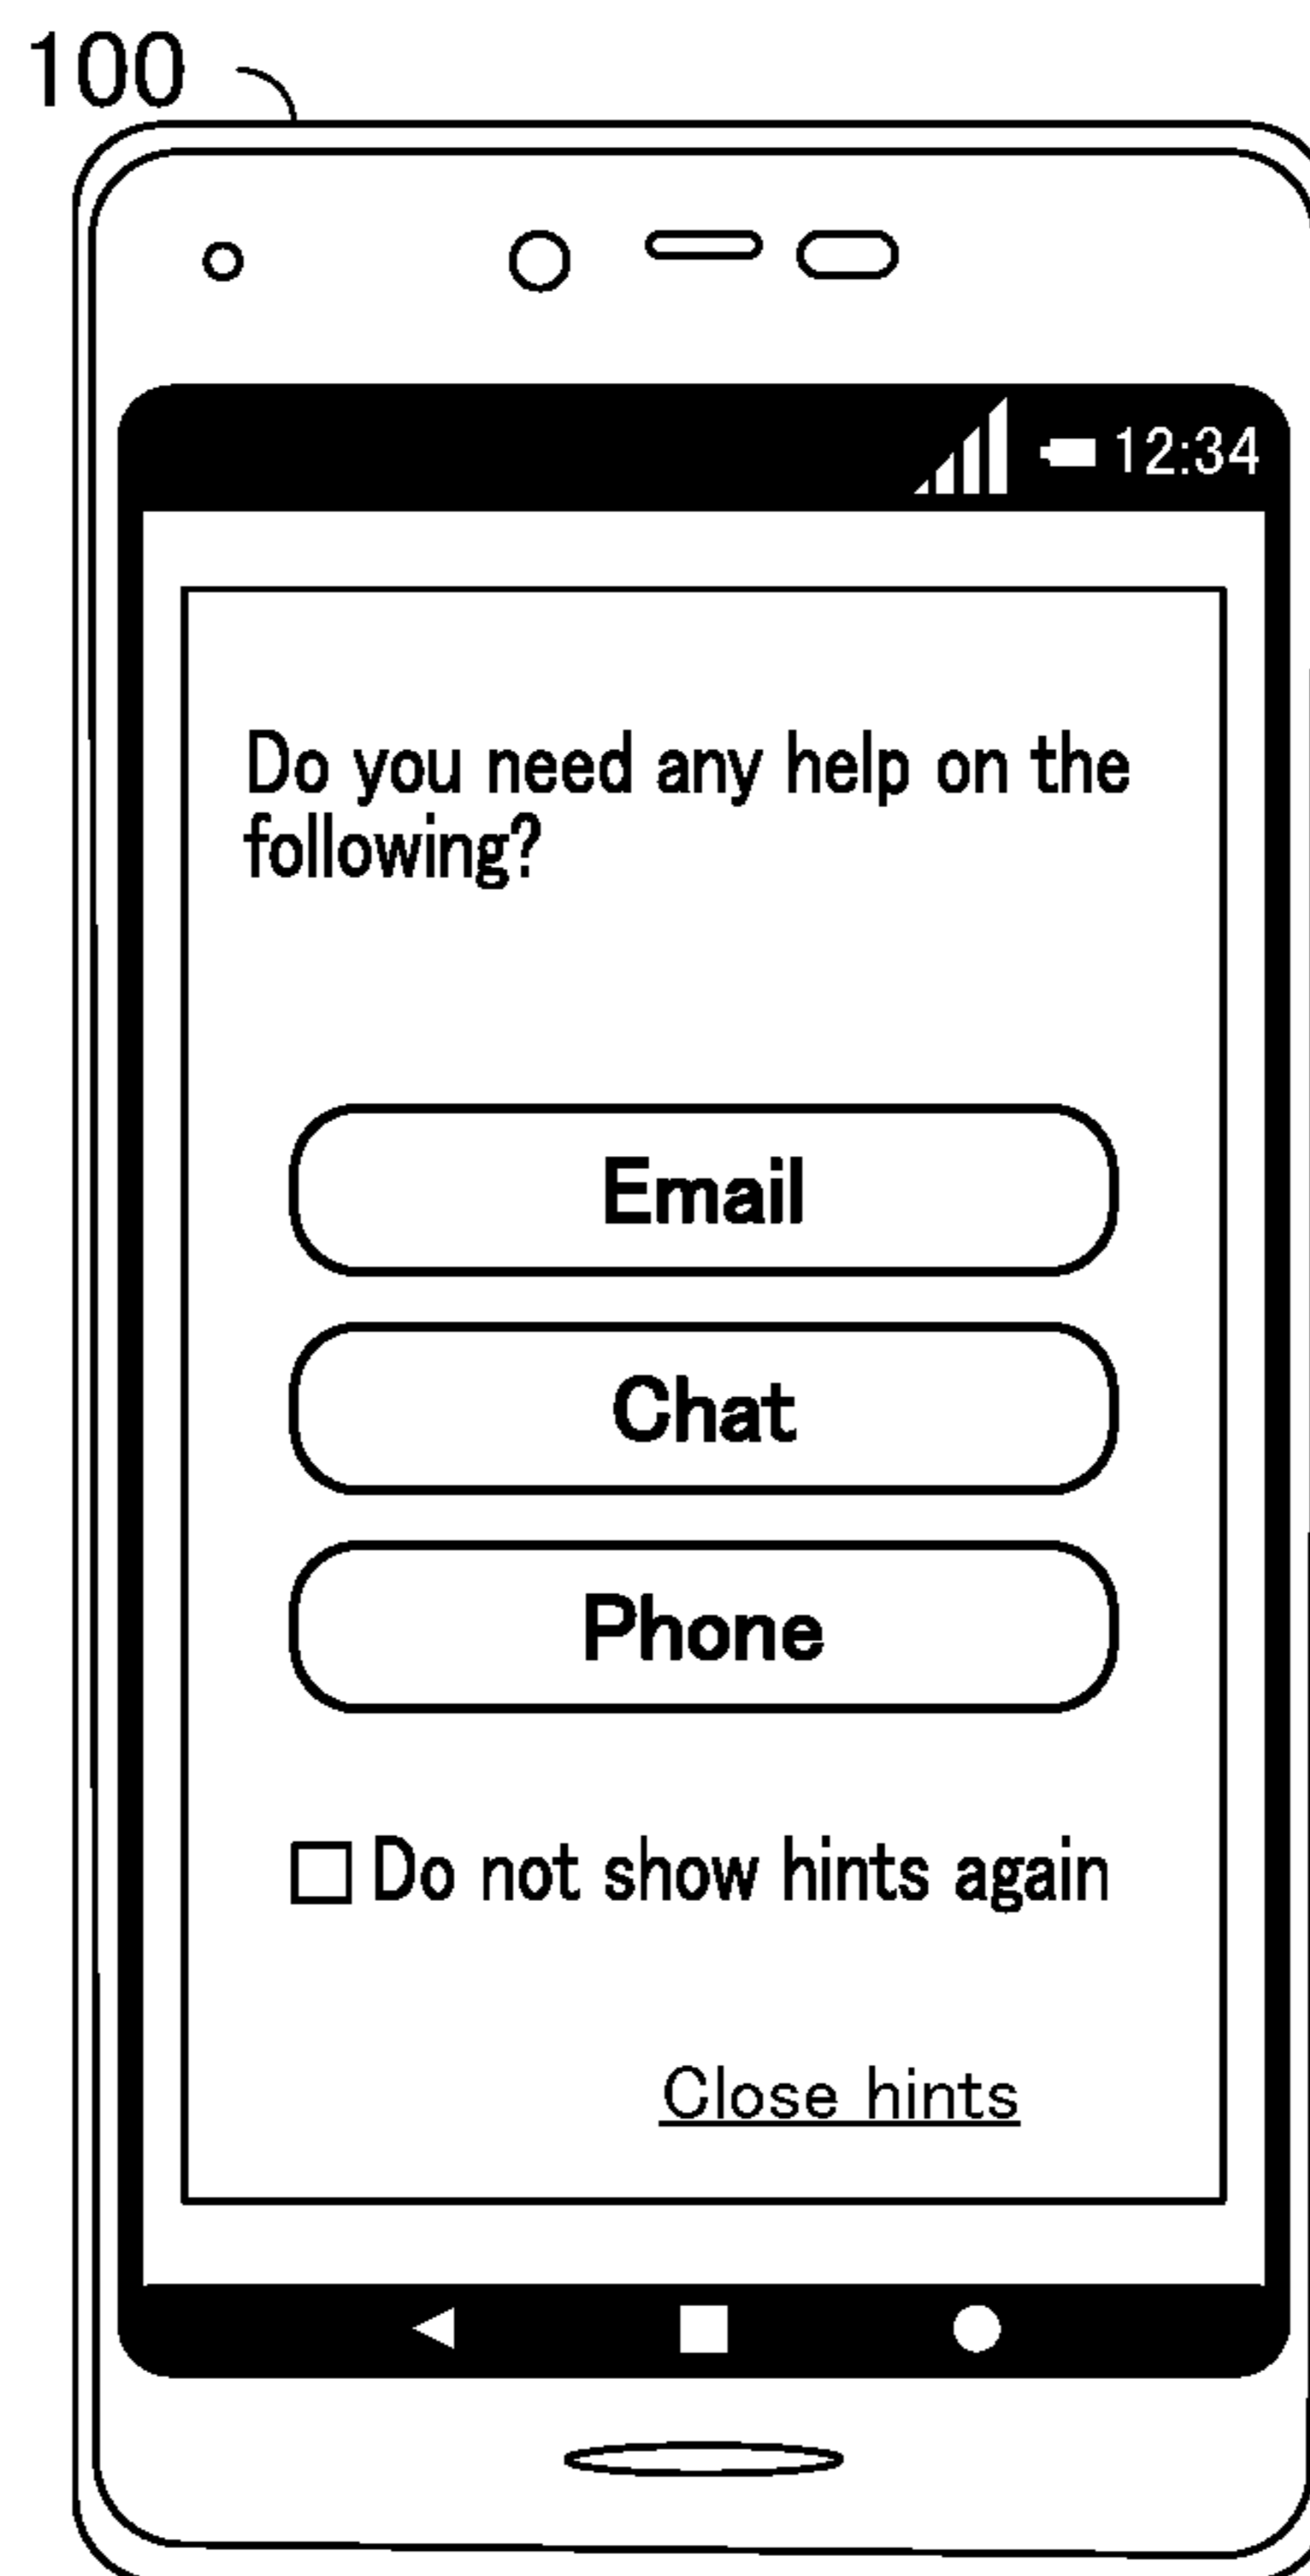 100
12:34
Do you need any help on the
following?
Email
Chat
Phone
Do not show hints again
Close hints